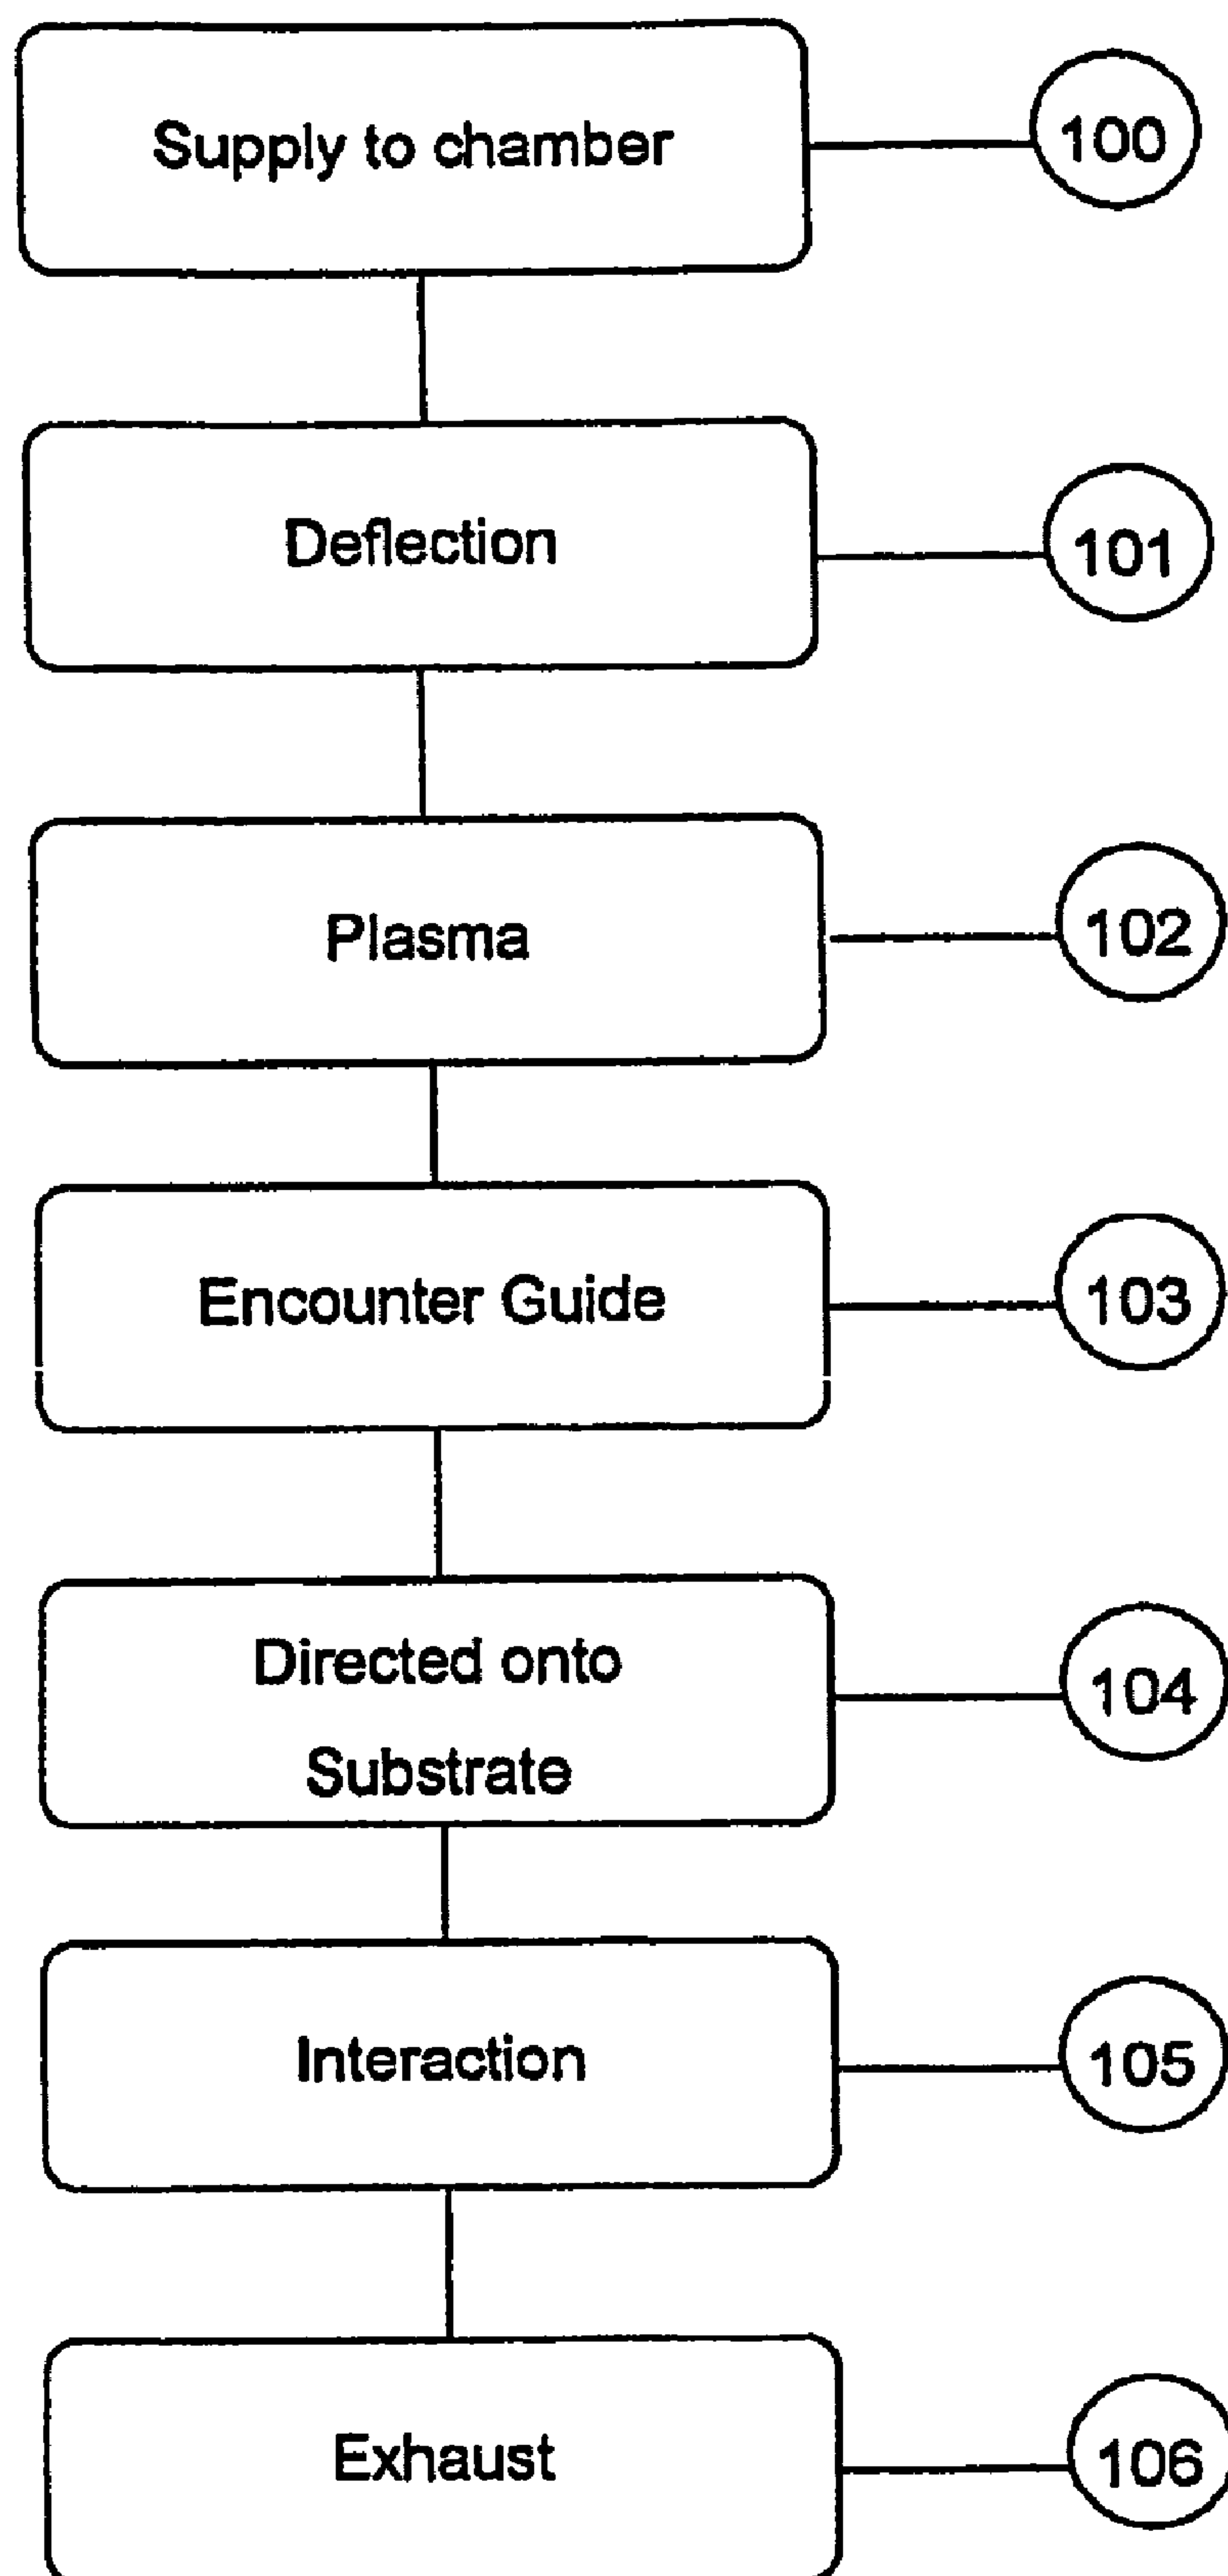 Supply to chamber
100
Deflection
101
Plasma
102
Encounter Guide
103
Directed onto
Substrate
104
Interaction
105
Exhaust
106